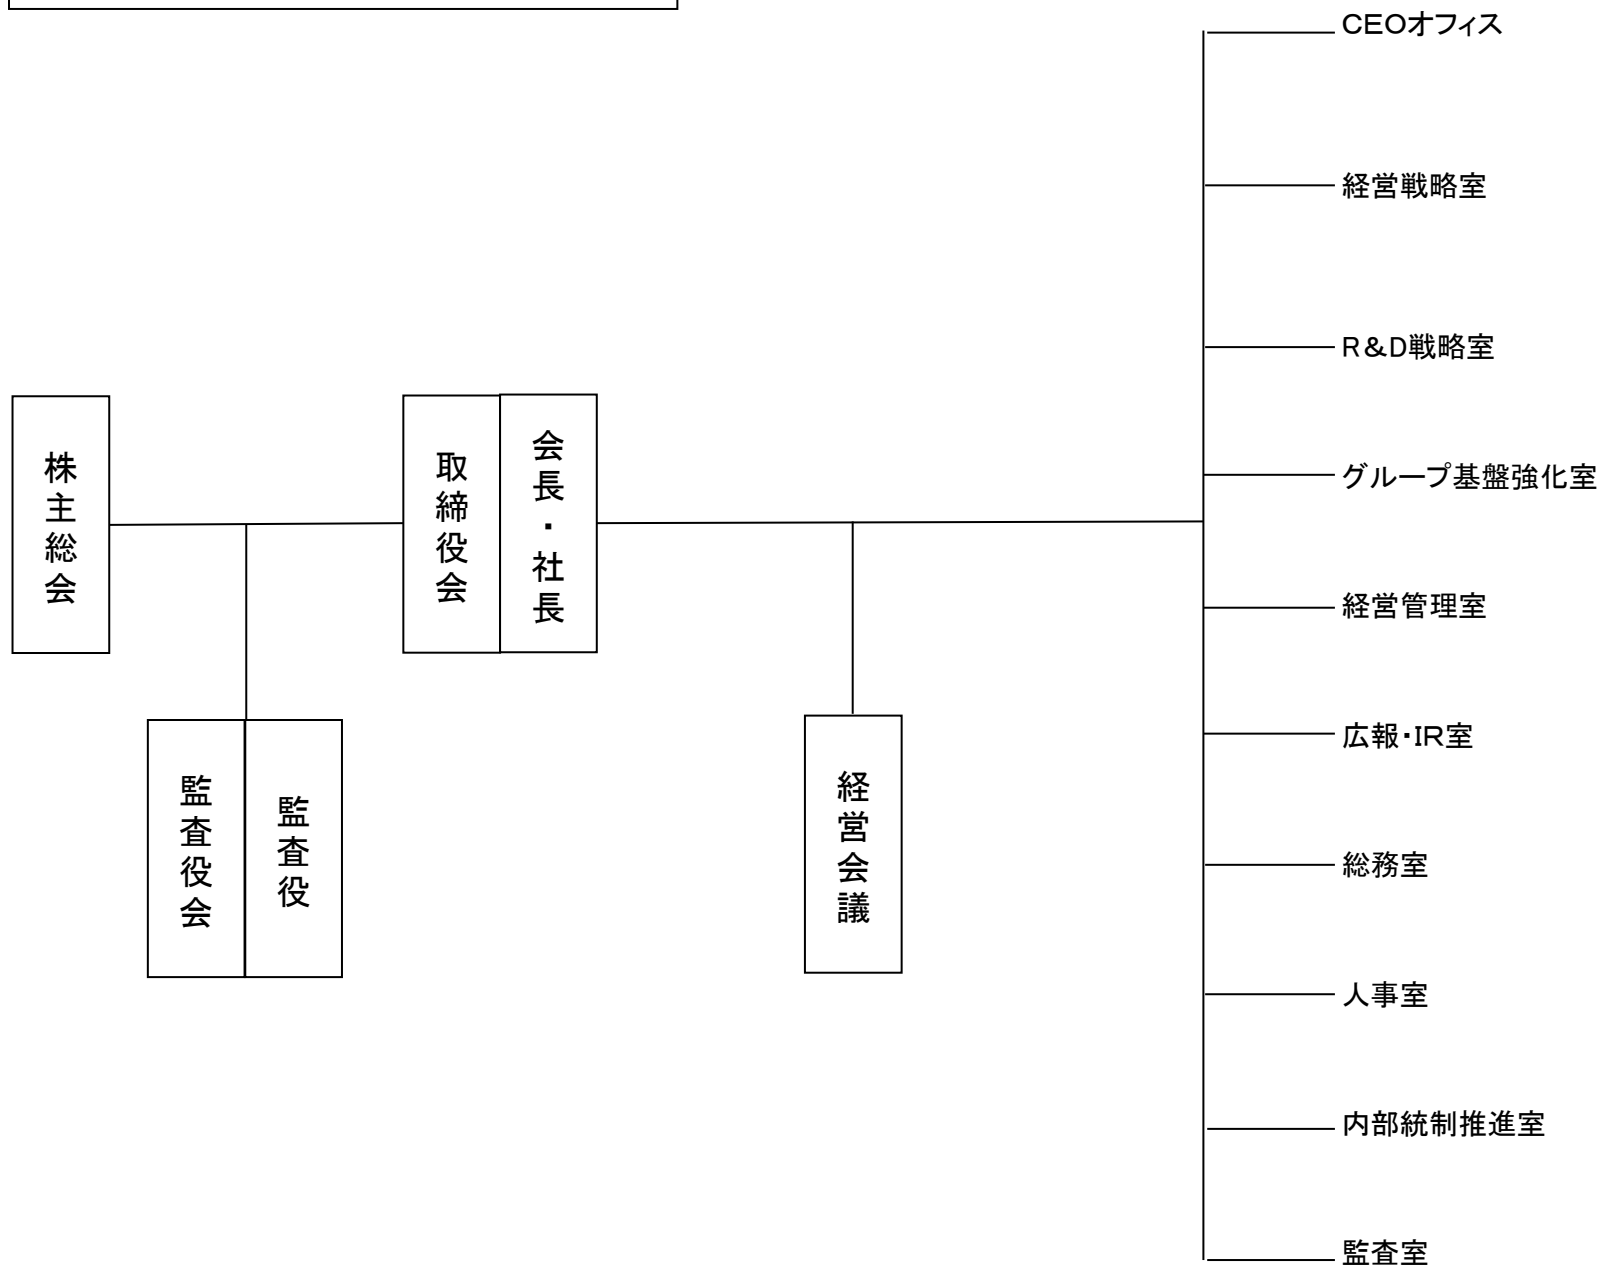 株主総会
監査役会
監査役
取締役会
会長・社長
経営会議
CEOオフィス
経営戦略室
R&D戦略室
グループ基盤強化室
経営管理室
広報・IR室
総務室
人事室
内部統制推進室
監査室